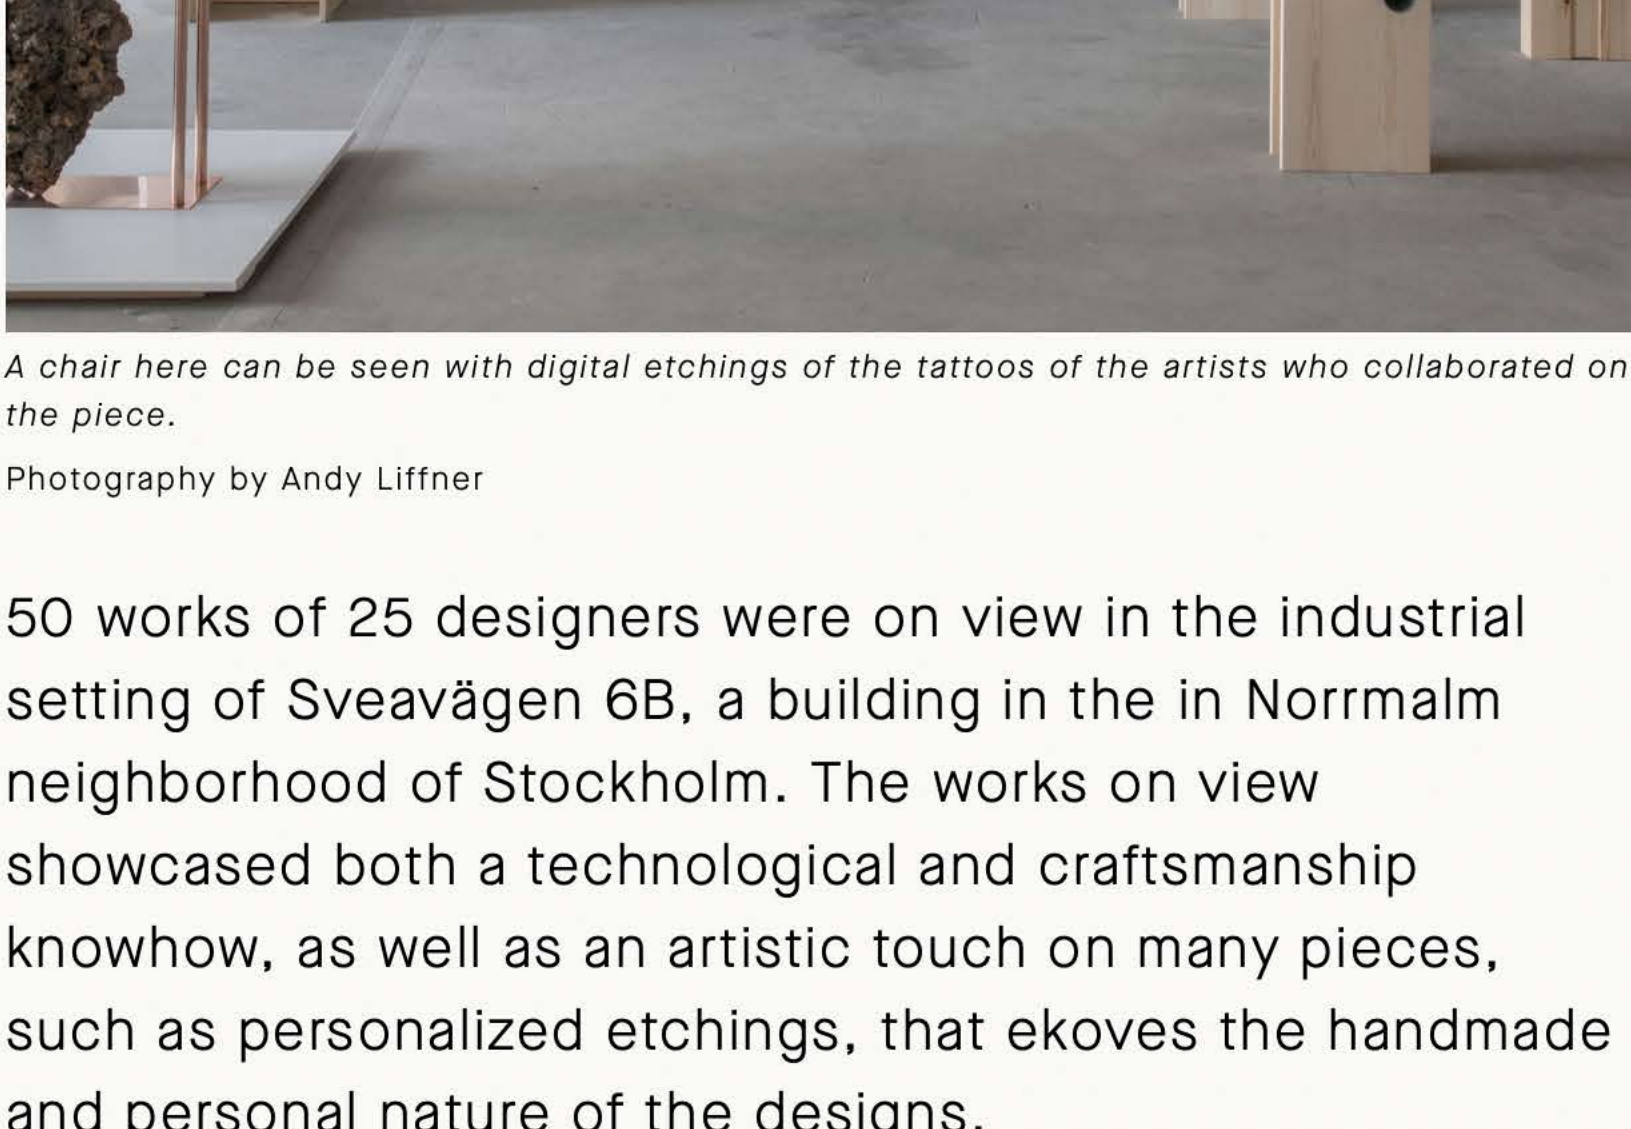 A chair here can be seen with digital etchings of the tattoos of the artists who collaborated on
the piece.
Photography by Andy Liffner
50 works of 25 designers were on view in the industrial
setting of Sveavägen 6B, a building in the in Norrmalm
neighborhood of Stockholm. The works on view
showcased both a technological and craftsmanship
knowhow, as well as an artistic touch on many pieces,
such as personalized etchings, that ekoves the handmade
and personal nature of the designs.